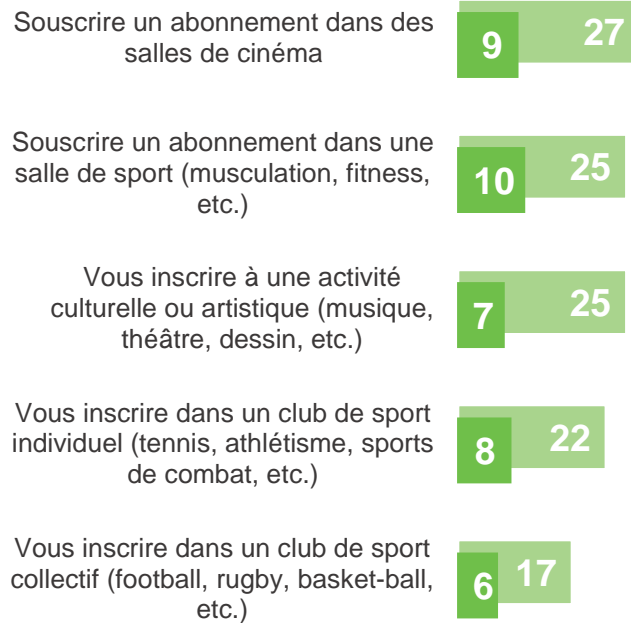 Souscrire un abonnement dans des
salles de cinéma
9 27
Souscrire un abonnement dans une
salle de sport (musculation, fitness,
etc.)
10 25
Vous inscrire à une activité
culturelle ou artistique (musique,
théâtre, dessin, etc.)
7 25
Vous inscrire dans un club de sport
individuel (tennis, athlétisme, sports
de combat, etc.)
8 22
Vous inscrire dans un club de sport
collectif (football, rugby, basket-ball,
etc.)
6 17